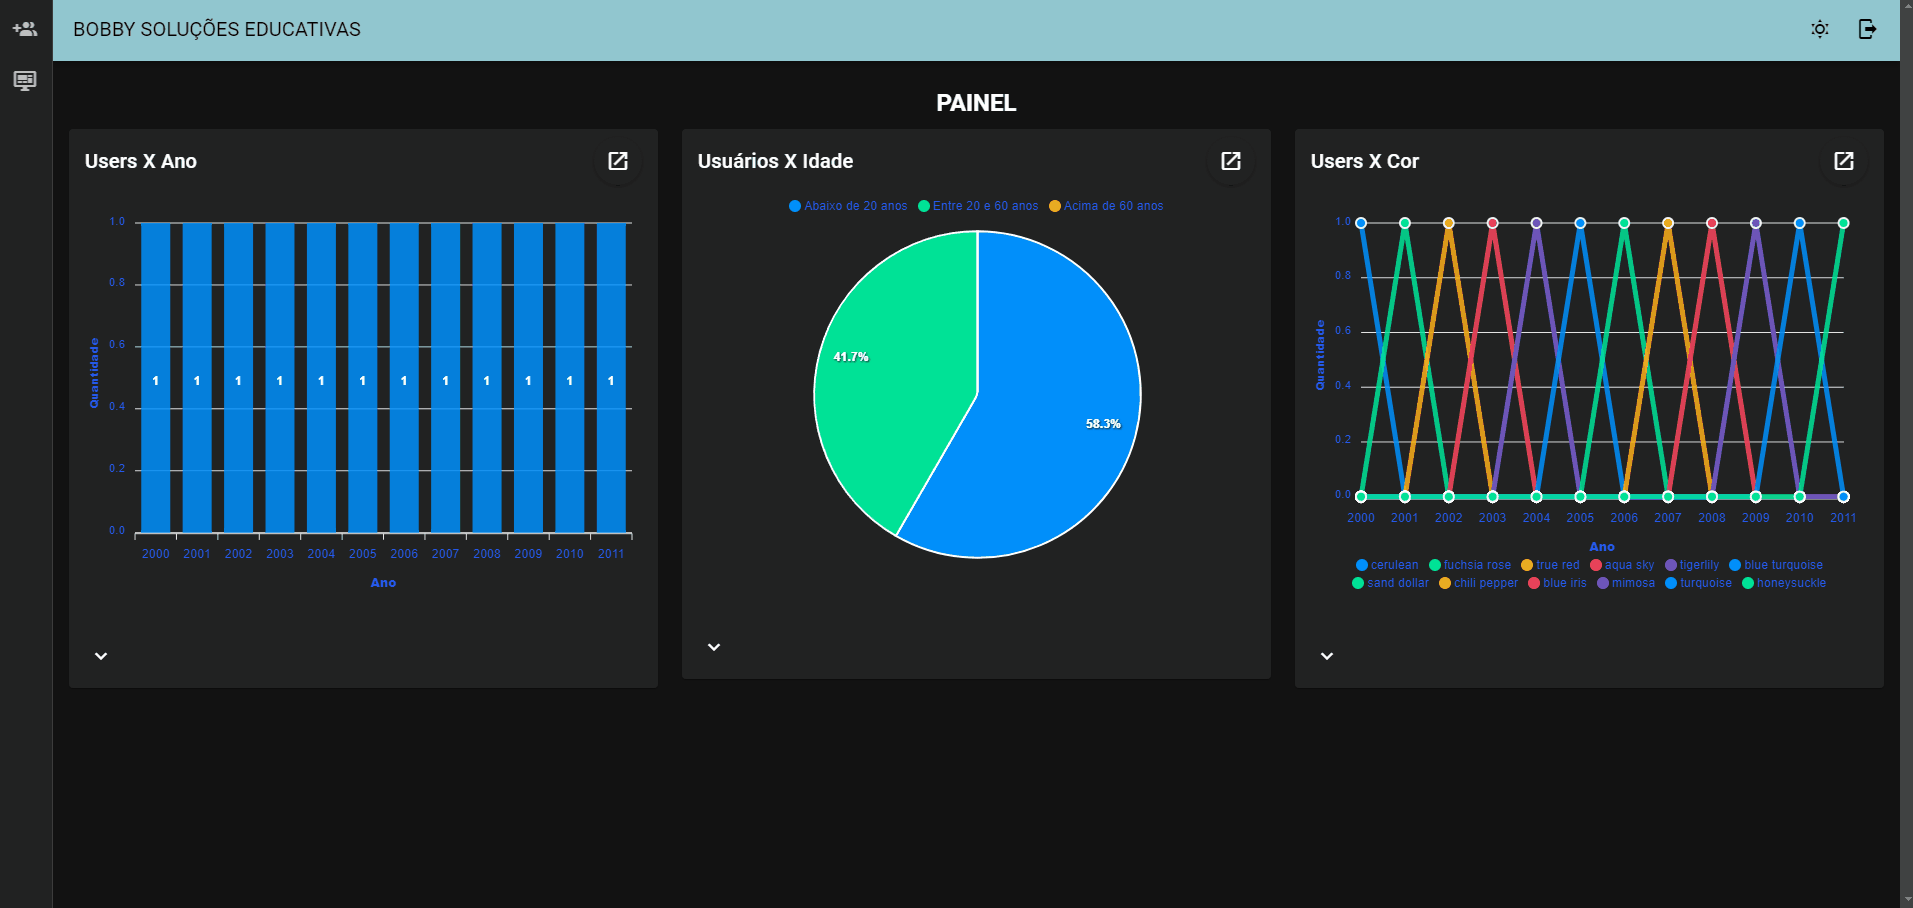 BOBBY SOLUÇÕES EDUCATIVAS
PAINEL
Users X Ano
1.0
0.8
0.6
0.4
0.2
0.0
Quantidade
1 1 1 1 1 1 1 1 1 1 1 1
2000 2001 2002 2003 2004 2005 2006 2007 2008 2009 2010 2011
Ano
Usuários X Idade
Abaixo de 20 anos Entre 20 e 60 anos Acima de 60 anos
41.7%
58.3%
Users X Cor
1.0
0.8
0.6
0.4
0.2
0.0
Quantidade
2000 2001 2002 2003 2004 2005 2006 2007 2008 2009 2010 2011
Ano
cerulean fuchsia rose true red aqua sky tigerlily blue turquoise
sand dollar chili pepper blue iris mimosa turquoise honeysuckle